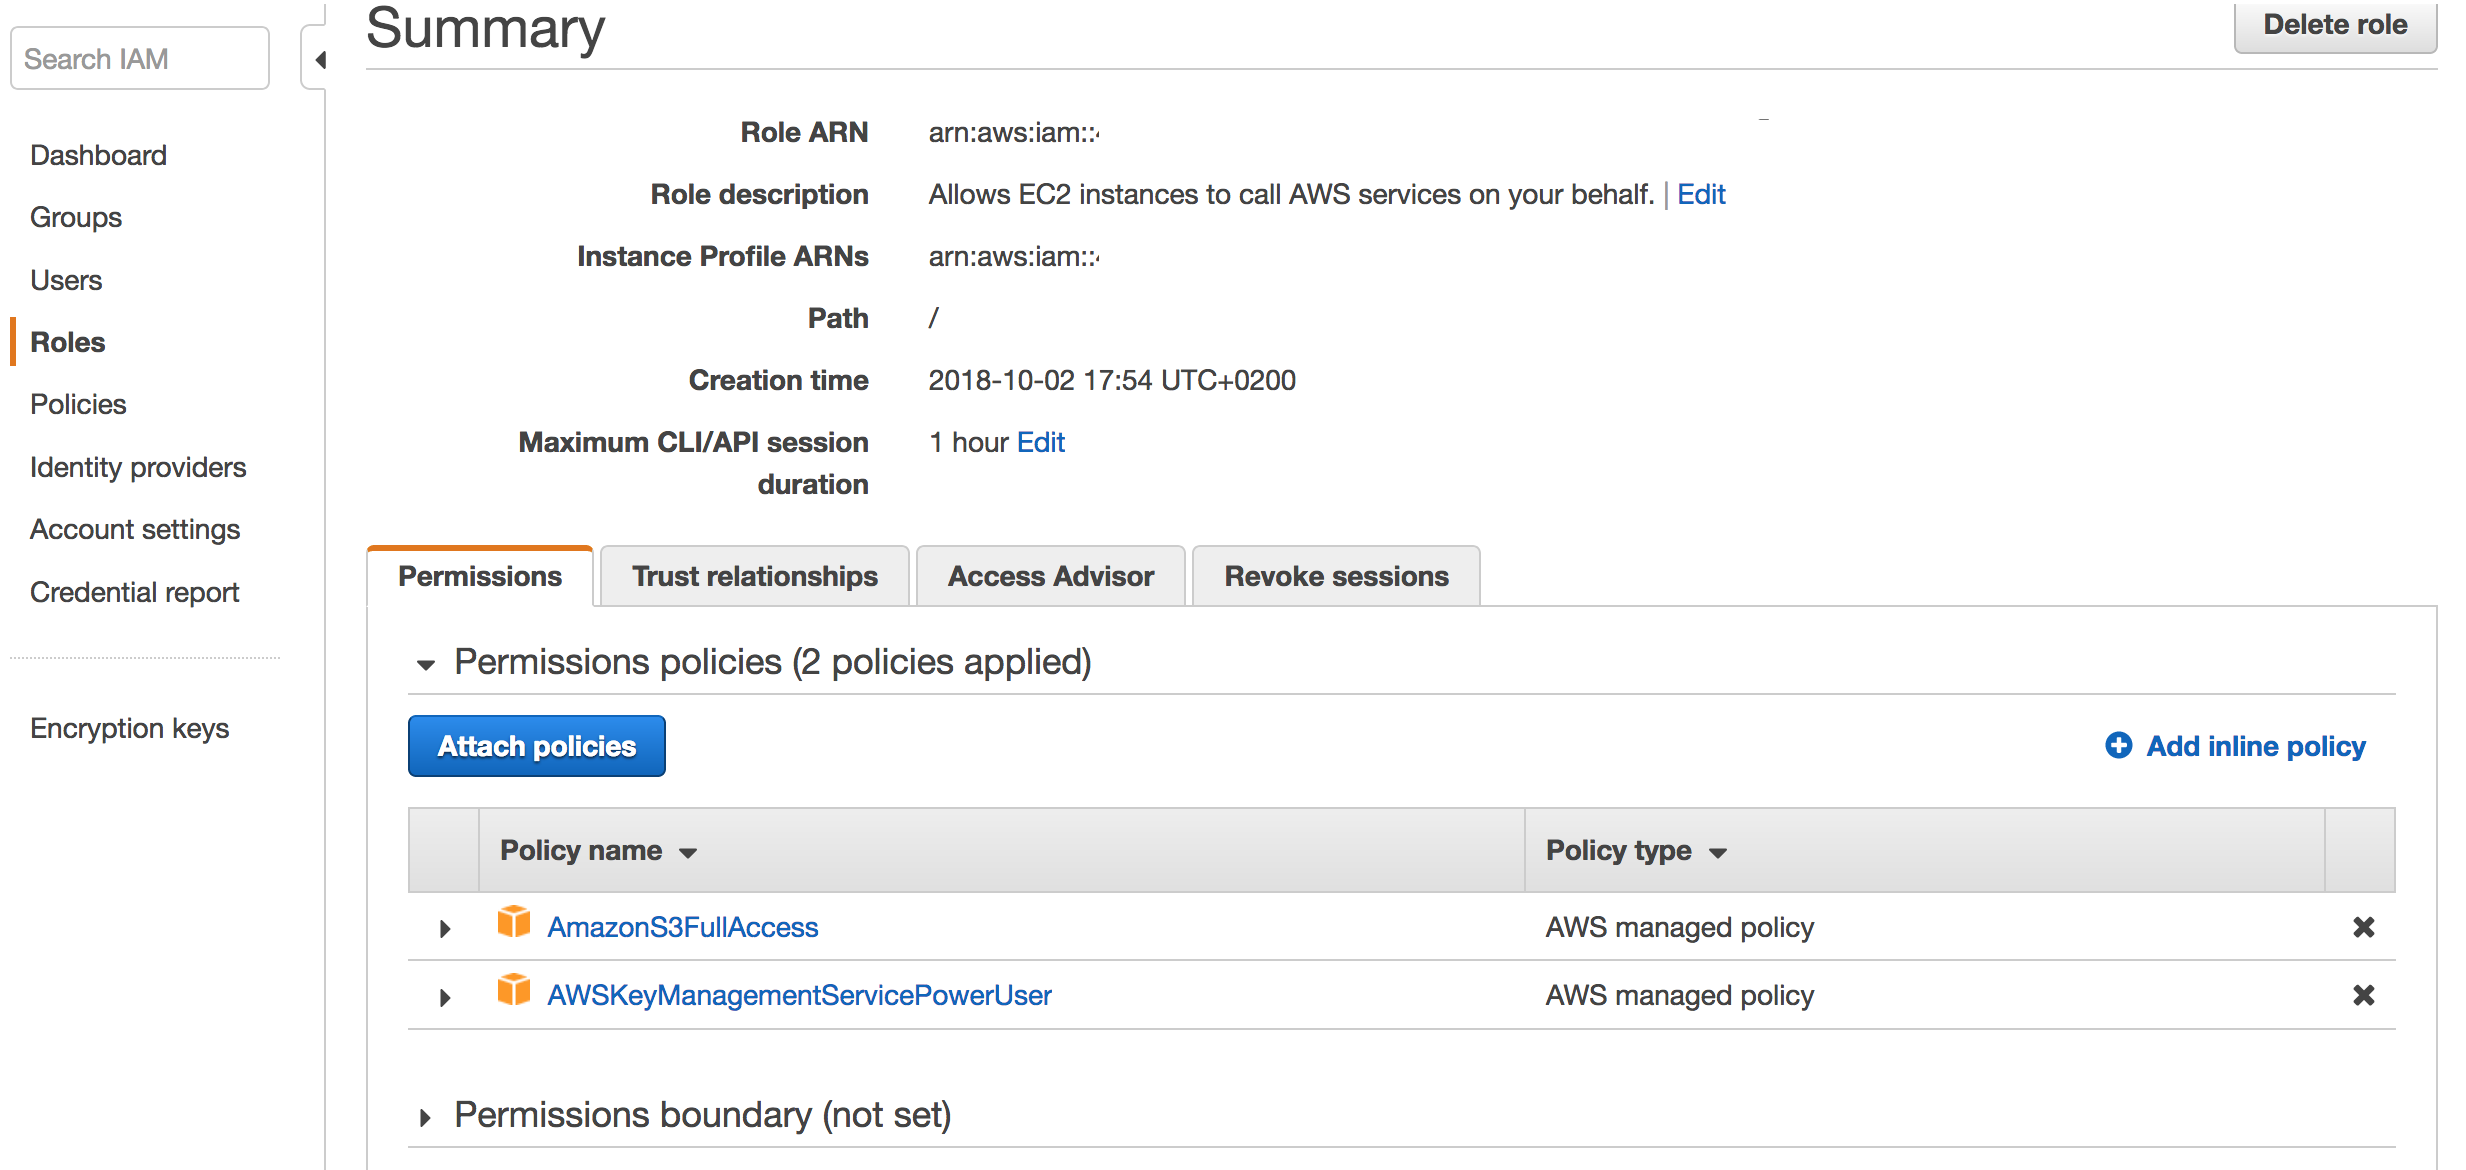 Summary
Delete role
Search IAM
Dashboard
Groups
Users
Roles
Policies
Identity providers
Account settings
Credential report
Encryption keys
Role ARN arn:aws:iam::
Role description Allows EC2 instances to call AWS services on your behalf. | Edit
Instance Profile ARNs arn:aws:iam::
Path /
Creation time 2018-10-02 17:54 UTC+0200
Maximum CLI/API session 1 hour Edit
duration
Permissions Trust relationships Access Advisor Revoke sessions
Permissions policies (2 policies applied)
Attach policies Add inline policy
Policy name Policy type
AmazonS3FullAccess AWS managed policy
AWSKeyManagementServicePowerUser AWS managed policy
Permissions boundary (not set)